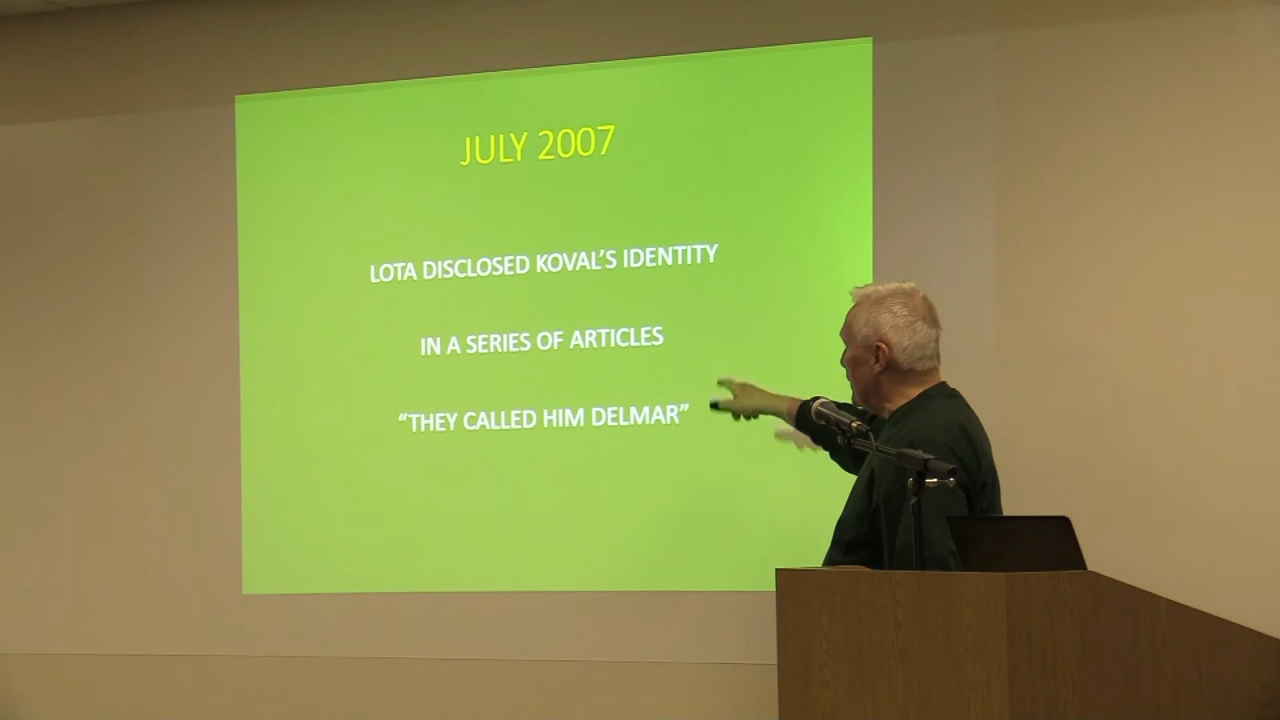 JULY 2007
LOTA DISCLOSED KOVAL'S IDENTITY
IN A SERIES OF ARTICLES
“THEY CALLED HIM DELMAR”